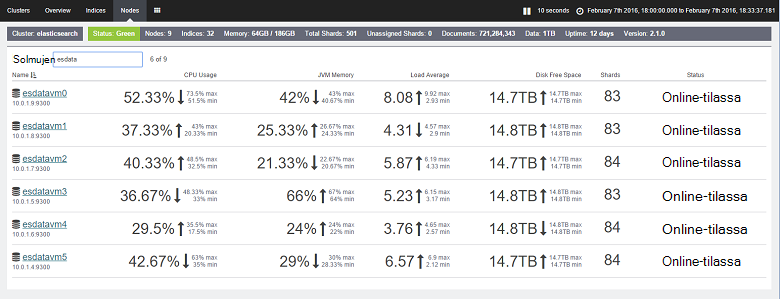 Clusters Overview Indices Nodes 10 seconds February 7th 2016, 18:00:00.000 to February 7th 2016, 18:33:37.181
Cluster: elasticsearch Status: Green Nodes: 9 Indices: 32 Memory: 64GB / 186GB Total Shards: 501 Unassigned Shards: 0 Documents: 721,284,343 Data: 1TB Uptime: 12 days Version: 2.1.0
Solmujen esdata 6 of 9
Name CPU Usage JVM Memory Load Average Disk Free Space Shards Status
esdatavm0 52.33% 73.5% max 42% 43% max 8.08 9.92 max 14.7TB 14.7TB max 83 Online-tilassa
10.0.1.9:9300 51.5% min 40.67% min 2.93 min 14.7TB min
esdatavm1 37.33% 43% max 25.33% 26.67% max 4.31 4.57 max 14.8TB 14.8TB max 83 Online-tilassa
10.0.1.8:9300 20.33% min 24.33% min 2.9 min 14.8TB min
esdatavm2 40.33% 48.5% max 21.33% 22.67% max 5.87 6.19 max 14.7TB 14.7TB max 84 Online-tilassa
10.0.1.7:9300 32.5% min 20.67% min 4.33 min 14.7TB min
esdatavm3 36.67% 48.33% max 66% 67% max 5.23 6.15 max 14.8TB 14.8TB max 83 Online-tilassa
10.0.1.5:9300 33% min 64% min 3.17 min 14.8TB min
esdatavm4 29.5% 35.5% max 24% 24% max 3.76 4.65 max 14.8TB 14.8TB max 84 Online-tilassa
10.0.1.6:9300 17.5% min 22% min 2.57 min 14.8TB min
esdatavm5 42.67% 63% max 29% 30% max 6.57 6.9 max 14.7TB 14.7TB max 84 Online-tilassa
10.0.1.4:9300 35% min 28.33% min 2.12 min 14.7TB min